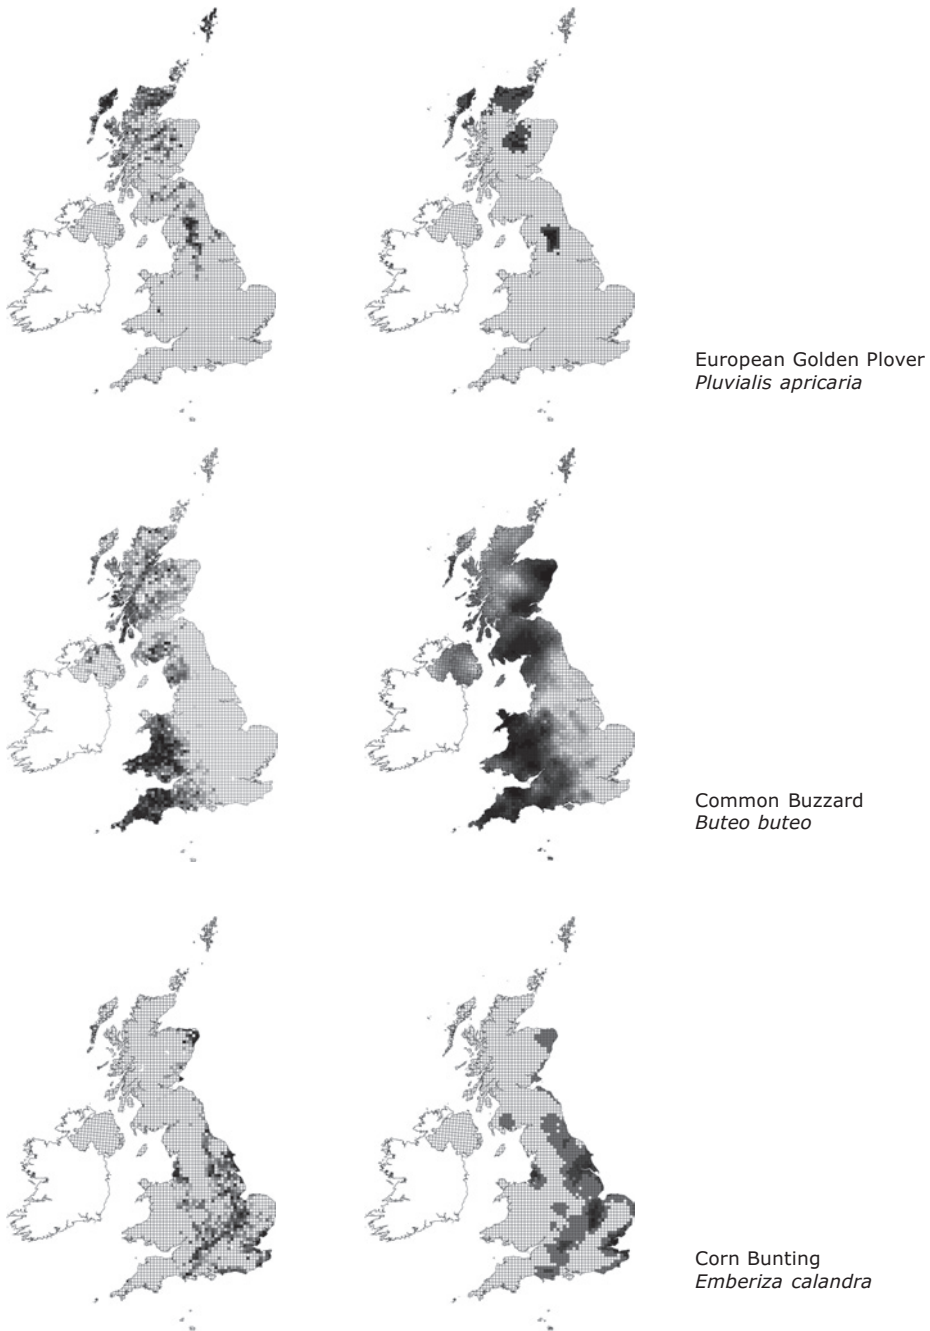 European Golden Plover
Pluvialis apricaria
Common Buzzard
Buteo buteo
Corn Bunting
Emberiza calandra